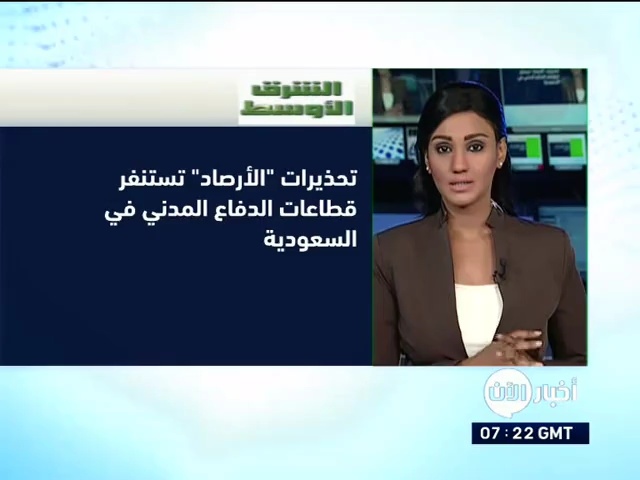 الشرق
الأوسط
تحذيرات "الأرصاد" تستنفر
قطاعات الدفاع المدني في
السعودية
أخبار الآن
07:22 GMT